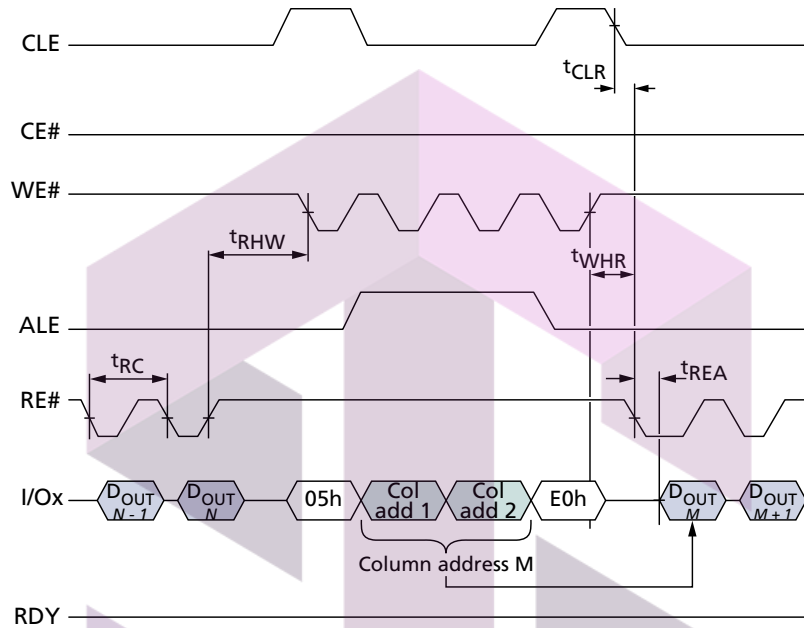 CLE
tCLR
CE#
WE#
tRHW
tWHR
ALE
tRC
tREA
RE#
I/Ox
DOUT
N - 1
DOUT
N
05h
Col
add 1
Col
add 2
E0h
DOUT
M
DOUT
M + 1
Column address M
RDY